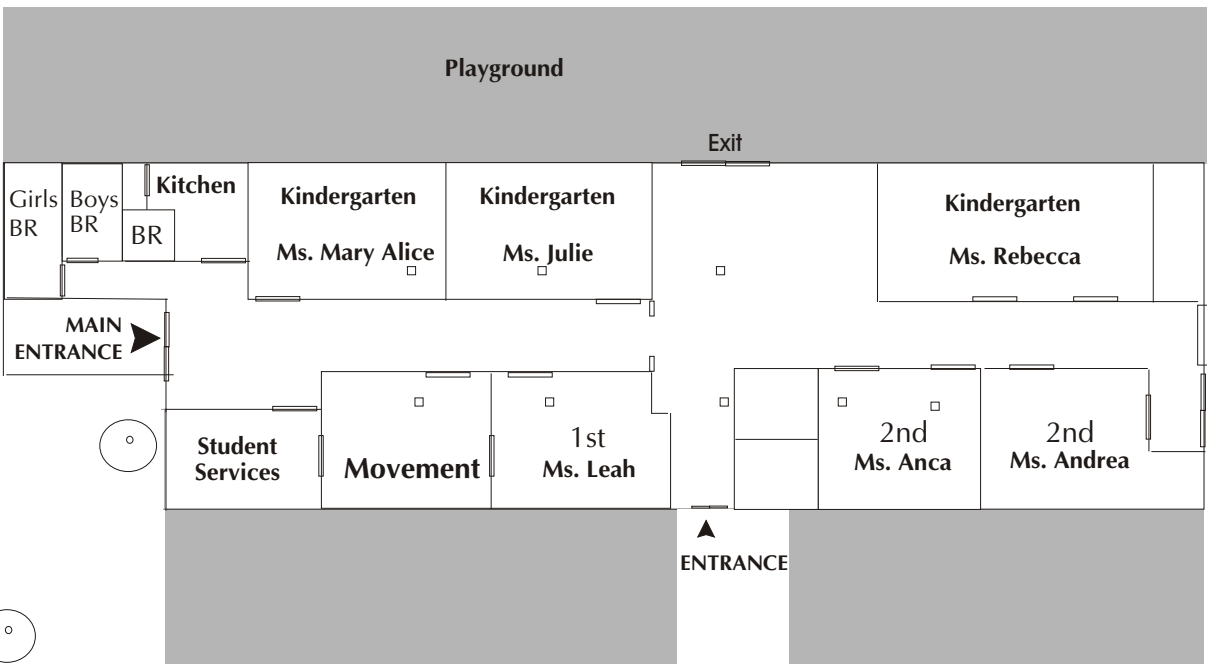 Playground
Exit
Girls
BR
Boys
BR
BR
Kitchen
Kindergarten
Ms. Mary Alice
Kindergarten
Ms. Julie
Kindergarten
Ms. Rebecca
MAIN
ENTRANCE
Student
Services
Movement
1st
Ms. Leah
2nd
Ms. Anca
2nd
Ms. Andrea
ENTRANCE